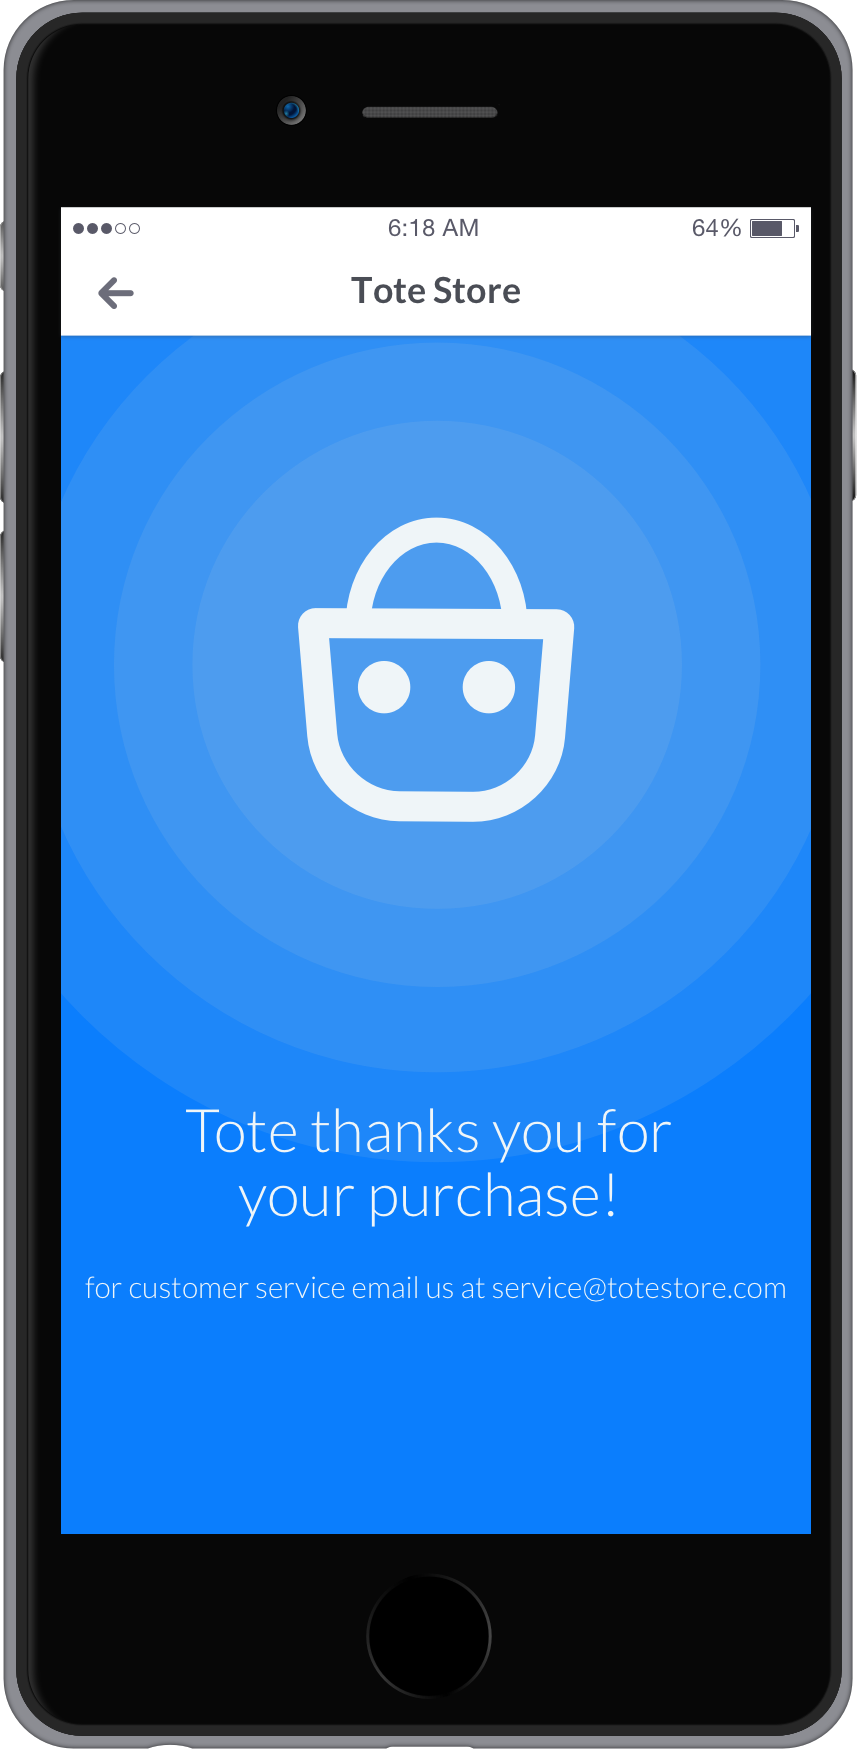 6:18 AM 64%
Tote Store
Tote thanks you for
your purchase!
for customer service email us at service@totestore.com